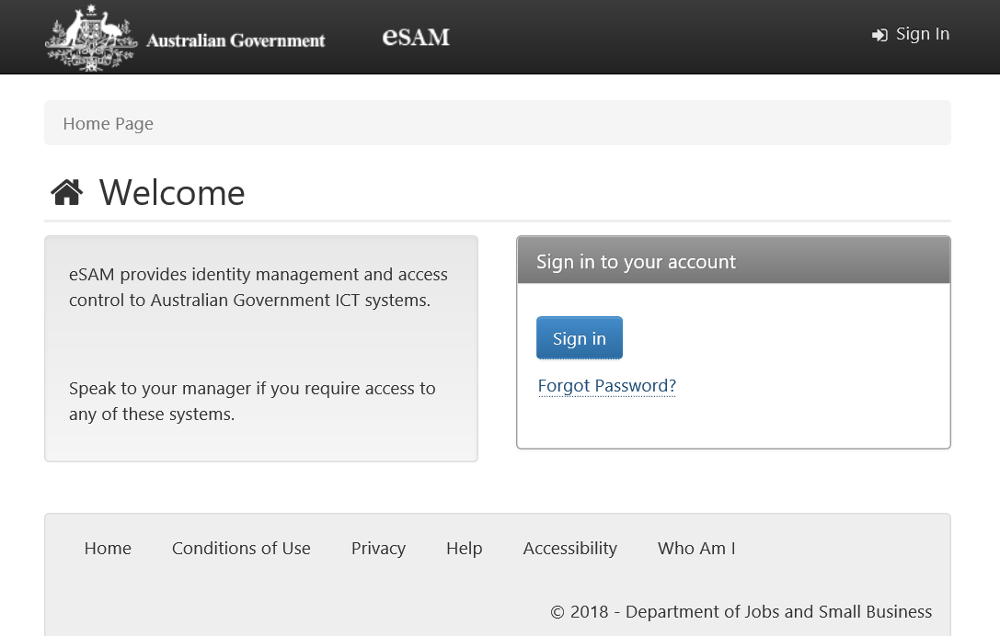 Australian Government eSAM Sign In
Home Page
Welcome
eSAM provides identity management and access
control to Australian Government ICT systems.
Speak to your manager if you require access to
any of these systems.
Sign in to your account
Sign in
Forgot Password?
Home Conditions of Use Privacy Help Accessibility Who Am I
© 2018 - Department of Jobs and Small Business